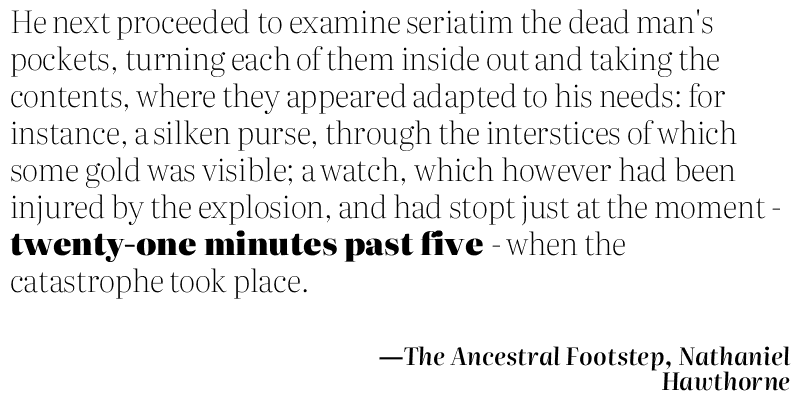 He next proceeded to examine seriatim the dead man's
pockets, turning each of them inside out and taking the
contents, where they appeared adapted to his needs: for
instance, a silken purse, through the interstices of which
some gold was visible; a watch, which however had been
injured by the explosion, and had stopt just at the moment -
twenty-one minutes past five - when the
catastrophe took place.
—The Ancestral Footstep, Nathaniel
Hawthorne